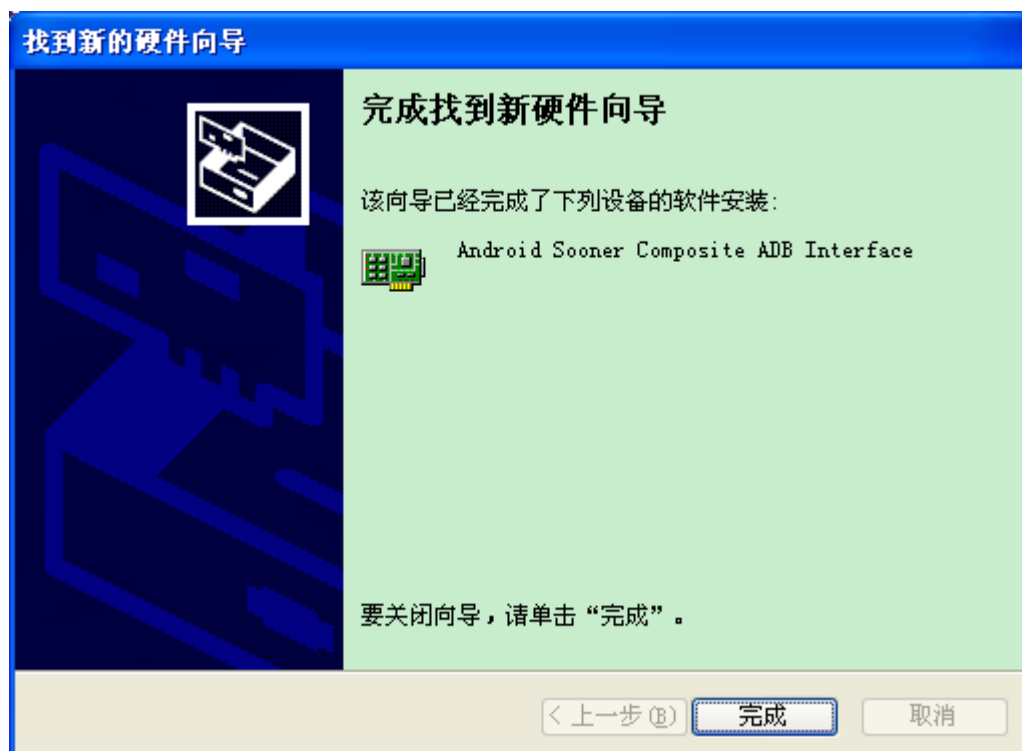 找到新的硬件向导
完成找到新硬件向导
该向导已经完成了下列设备的软件安装:
Android Sooner Composite ADB Interface
要关闭向导，请单击“完成”。
< 上一步(B)
完成
取消